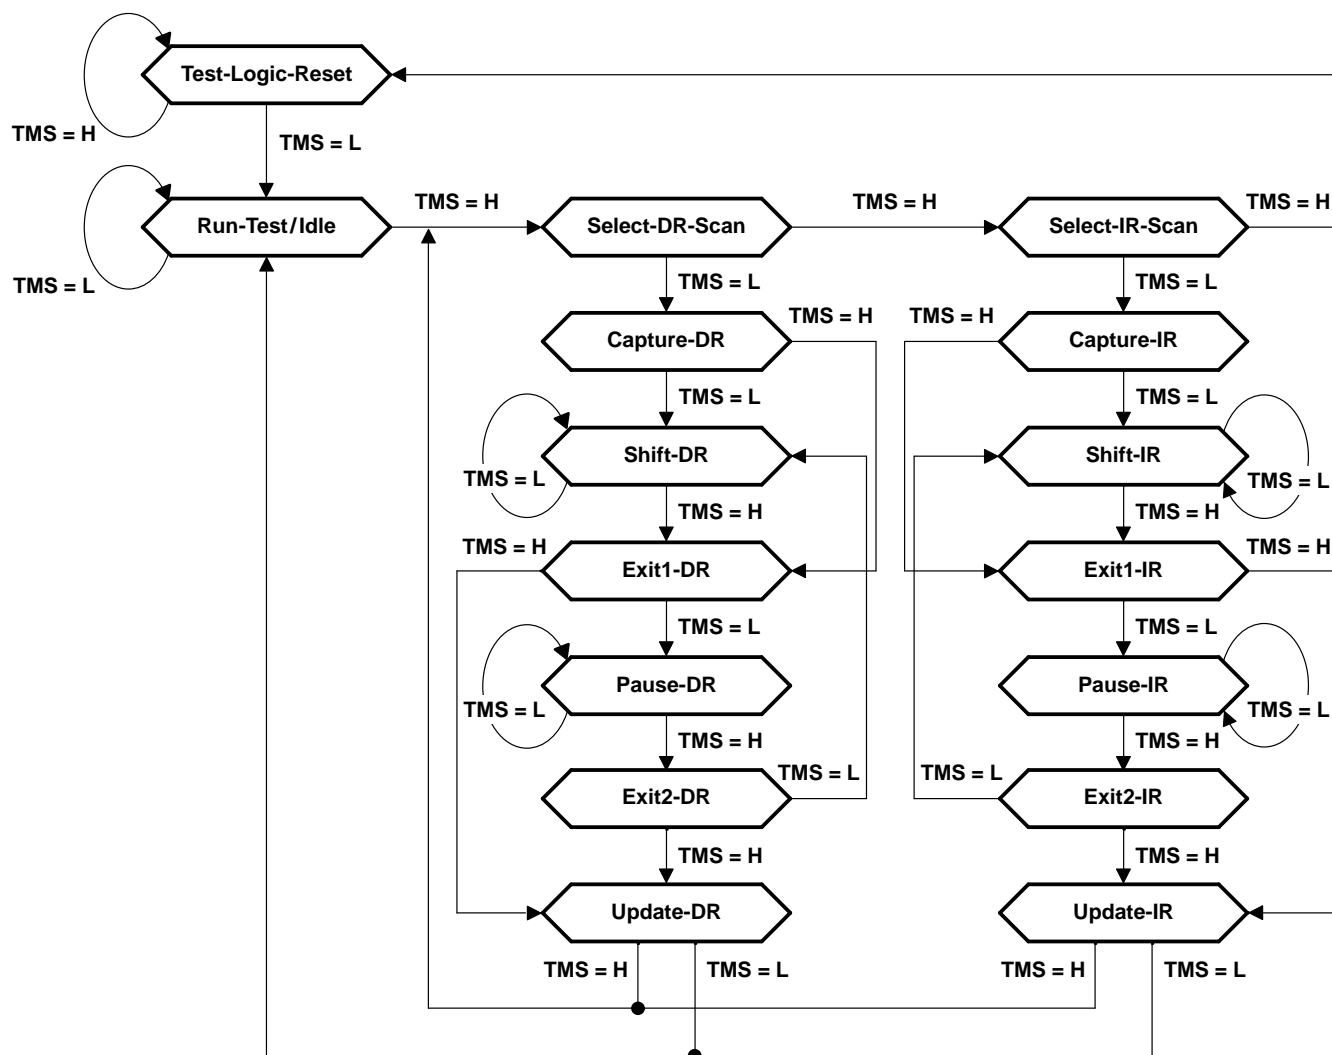 Test-Logic-Reset
TMS = H
TMS = L
TMS = H
TMS = H
TMS = H
Run-Test/Idle
Select-DR-Scan
Select-IR-Scan
TMS = L
TMS = L
TMS = L
TMS = H
TMS = H
Capture-DR
Capture-IR
TMS = L
TMS = L
Shift-DR
Shift-IR
TMS = L
TMS = L
TMS = H
TMS = H
TMS = H
TMS = H
Exit1-DR
Exit1-IR
TMS = L
TMS = L
Pause-DR
Pause-IR
TMS = L
TMS = L
TMS = H
TMS = H
TMS = L
TMS = L
Exit2-DR
Exit2-IR
TMS = H
TMS = H
Update-DR
Update-IR
TMS = H
TMS = L
TMS = H
TMS = L